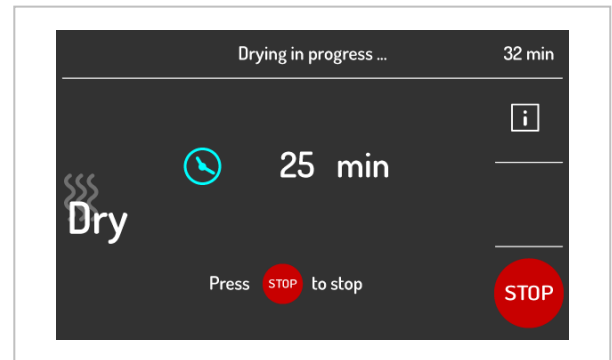 Drying in progress ... 32 min
i
25 min
Dry
Press STOP to stop
STOP